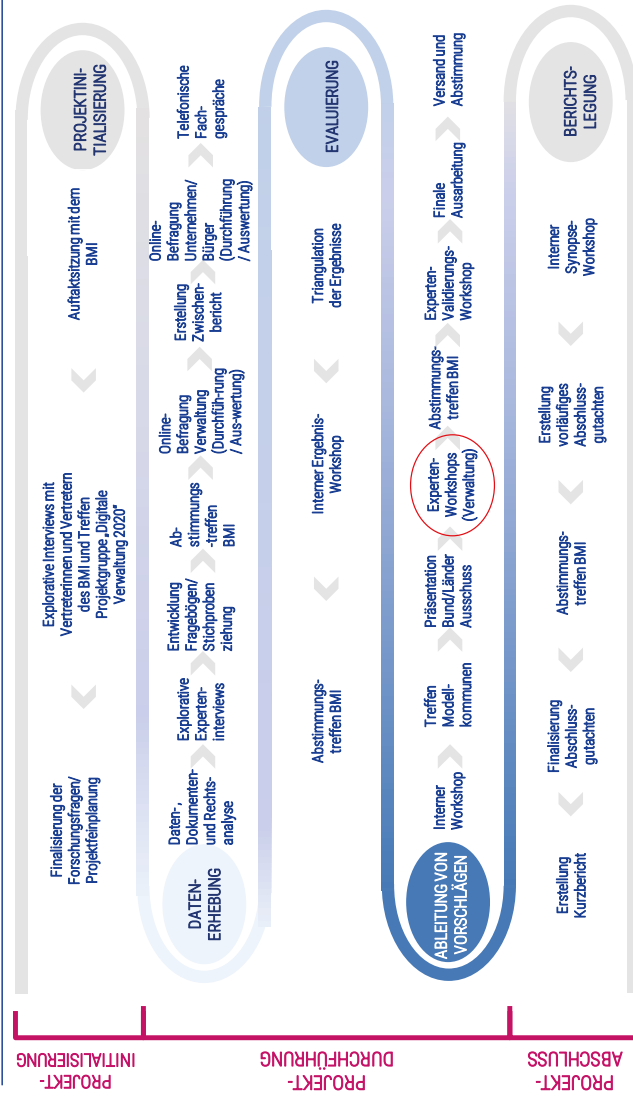 PROJEKT-
INITIALISIERUNG
PROJEKTINI-
TIALISIERUNG
Auftaktsitzung mit dem
BMI
Explorative Interviews mit
Vertreterinnen und Vertretern
des BMI und Treffen
Projektgruppe „Digitale
Verwaltung 2020“
Finalisierung der
Forschungsfragen/
Projektfeinplanung
PROJEKT-
DURCHFÜHRUNG
DATEN-
ERHEBUNG
Daten-,
Dokumenten-
und Rechts-
analyse
Explorative
Experten-
interviews
Entwicklung
Fragebögen/
Stichproben
ziehung
Ab-
stimmungs
-treffen
BMI
Online-
Befragung
Verwaltung
(Durchfüh-rung
/ Aus-wertung)
Erstellung
Zwischen-
bericht
Online-
Befragung
Unternehmen/
Bürger
(Durchführung
/ Auswertung)
Telefonische
Fach-
gespräche
EVALUIERUNG
Triangulation
der Ergebnisse
Interner Ergebnis-
Workshop
Abstimmungs-
treffen BMI
ABLEITUNG VON
VORSCHLÄGEN
Interner
Workshop
Treffen
Modell-
kommunen
Präsentation
Bund/Länder
Ausschuss
Experten-
Workshops
(Verwaltung)
Abstimmungs-
treffen BMI
Experten-
Validierungs-
Workshop
Finale
Ausarbeitung
Versand und
Abstimmung
PROJEKT-
ABSCHLUSS
BERICHTS-
LEGUNG
Interner
Synopse-
Workshop
Erstellung
vorläufiges
Abschluss-
gutachten
Abstimmungs-
treffen BMI
Finalisierung
Abschluss-
gutachten
Erstellung
Kurzbericht